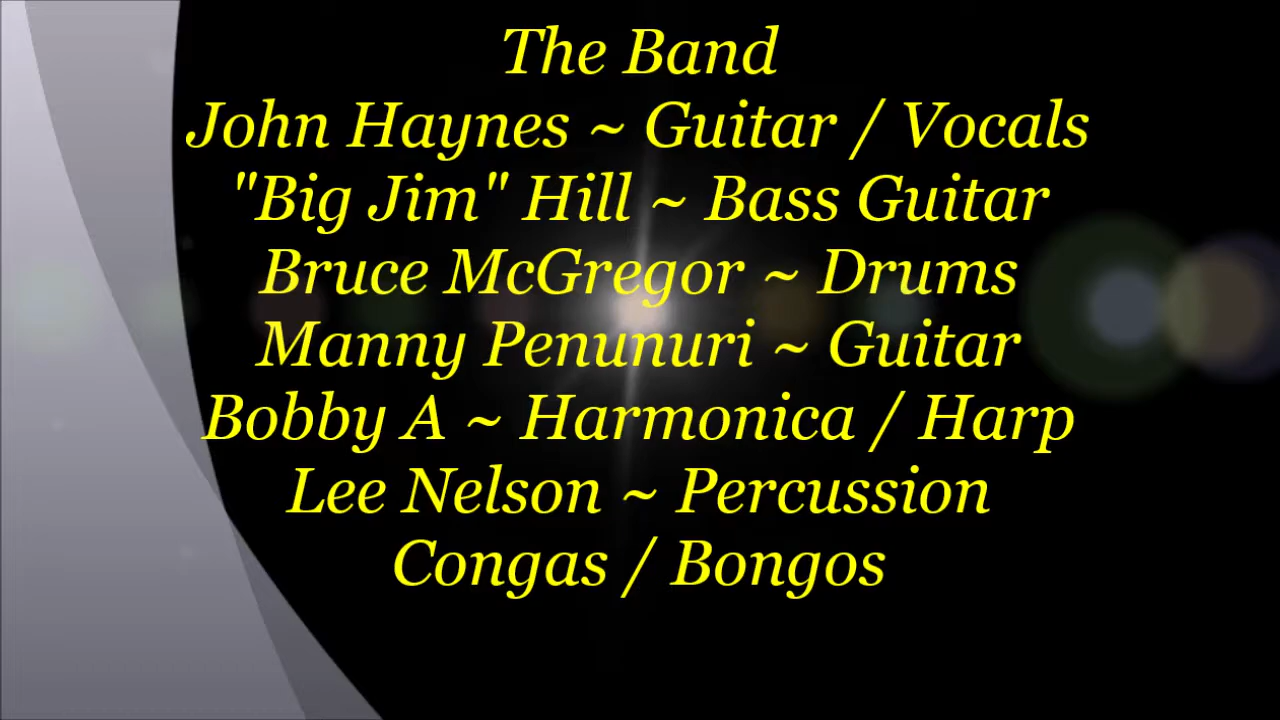 The Band
John Haynes ~ Guitar / Vocals
"Big Jim" Hill ~ Bass Guitar
Bruce McGregor ~ Drums
Manny Penunuri ~ Guitar
Bobby A ~ Harmonica / Harp
Lee Nelson ~ Percussion
Congas / Bongos